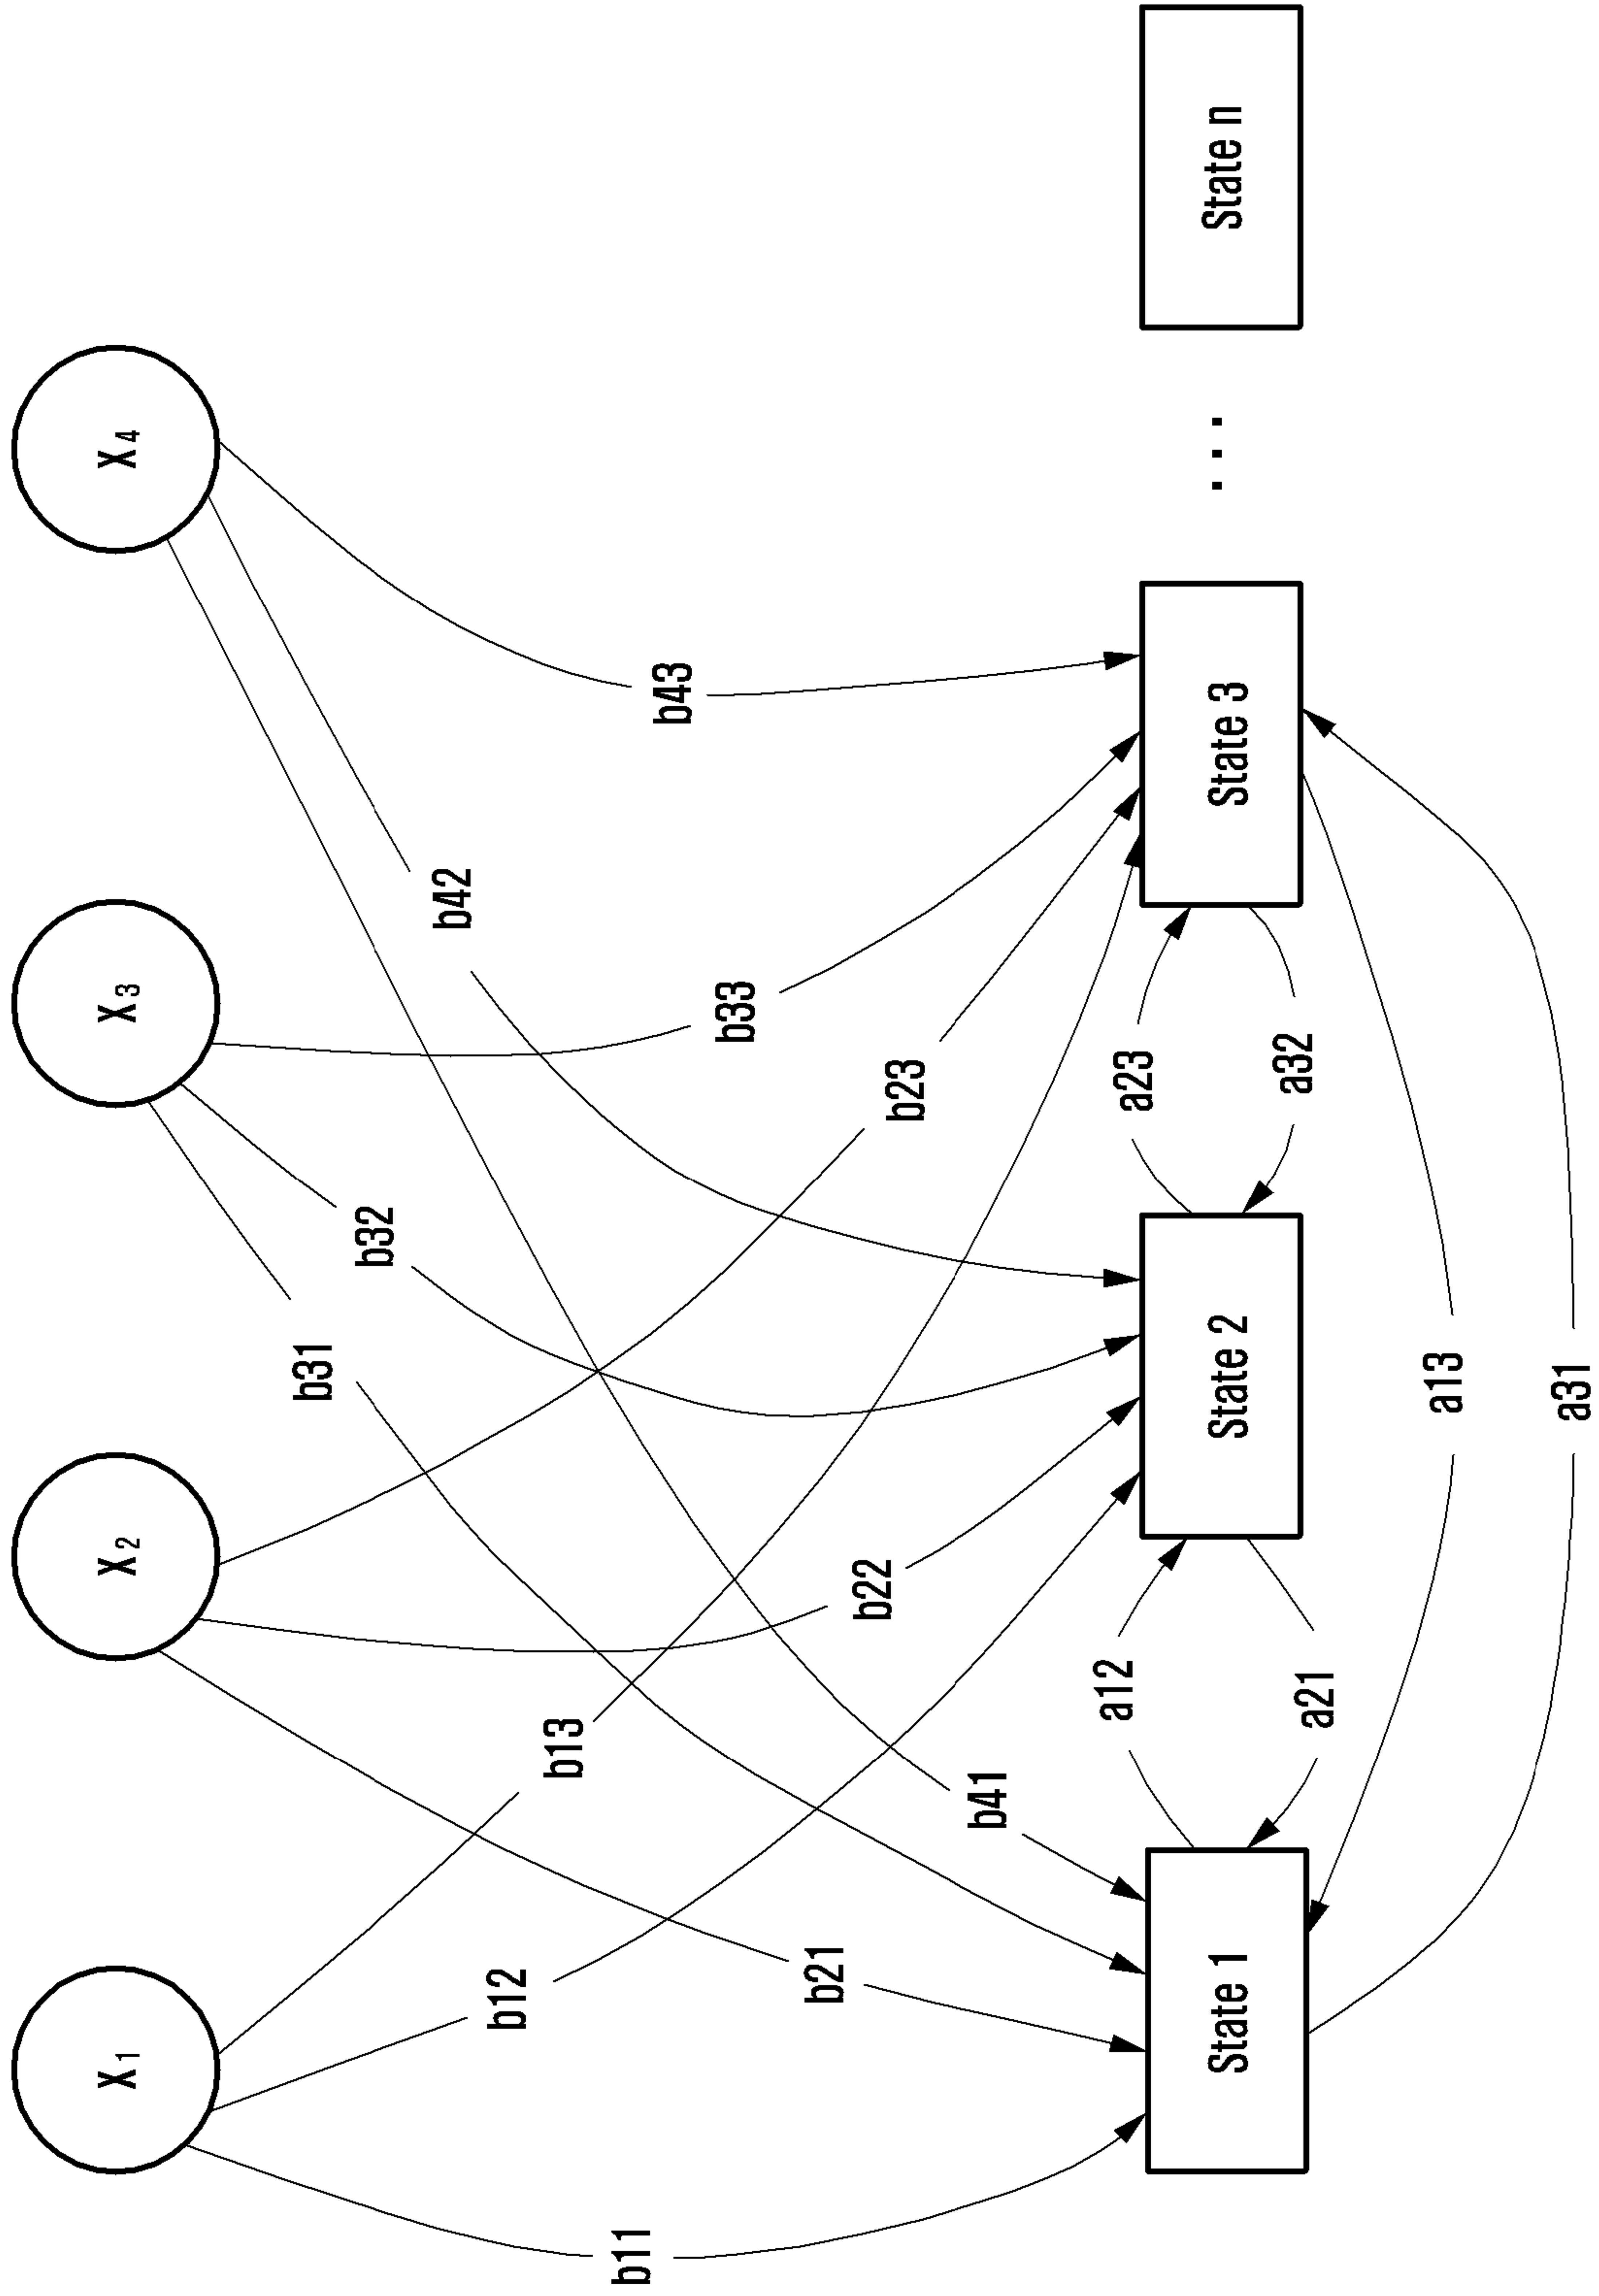 X1
X2
X3
X4
b11
b12
b13
b21
b22
b23
b31
b32
b33
b41
b42
b43
a12
a21
a23
a32
a13
a31
State 1
State 2
State 3
...
State n